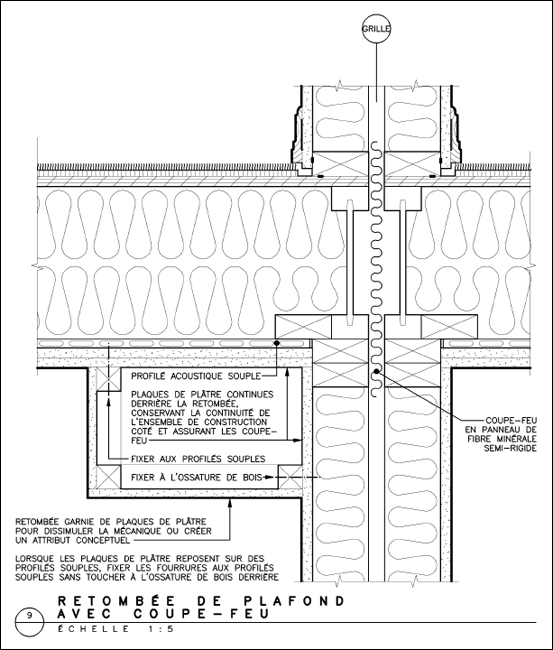 GRILLE
PROFILÉ ACOUSTIQUE SOUPLE
PLAQUES DE PLÂTRE CONTINUES
DERRIÈRE LA RETOMBÉE,
CONSERVANT LA CONTINUITÉ DE
L'ENSEMBLE DE CONSTRUCTION
COTÉ ET ASSURANT LES COUPE-
FEU
COUPE-FEU
EN PANNEAU DE
FIBRE MINÉRALE
SEMI-RIGIDE
FIXER AUX PROFILÉS SOUPLES
FIXER À L'OSSATURE DE BOIS
RETOMBÉE GARNIE DE PLAQUES DE PLÂTRE
POUR DISSIMULER LA MÉCANIQUE OU CRÉER
UN ATTRIBUT CONCEPTUEL
LORSQUE LES PLAQUES DE PLÂTRE REPOSENT SUR DES
PROFILÉS SOUPLES, FIXER LES FOURRURES AUX PROFILÉS
SOUPLES SANS TOUCHER À L'OSSATURE DE BOIS DERRIÈRE
9
RETOMBÉE DE PLAFOND
AVEC COUPE-FEU
ÉCHELLE 1:5